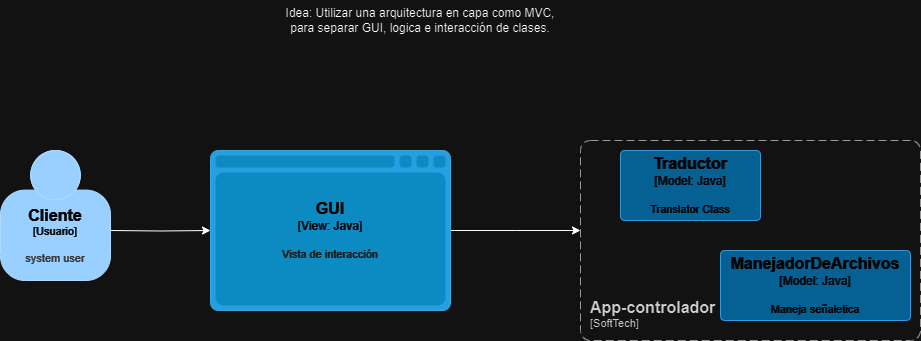 Idea: Utilizar una arquitectura en capa como MVC,
para separar GUI, logica e interacción de clases.
Cliente
[Usuario]
system user
GUI
[View: Java]
Vista de interacción
Traductor
[Model: Java]
Translator Class
ManejadorDeArchivos
[Model: Java]
Maneja señaletica
App-controlador
[SoftTech]